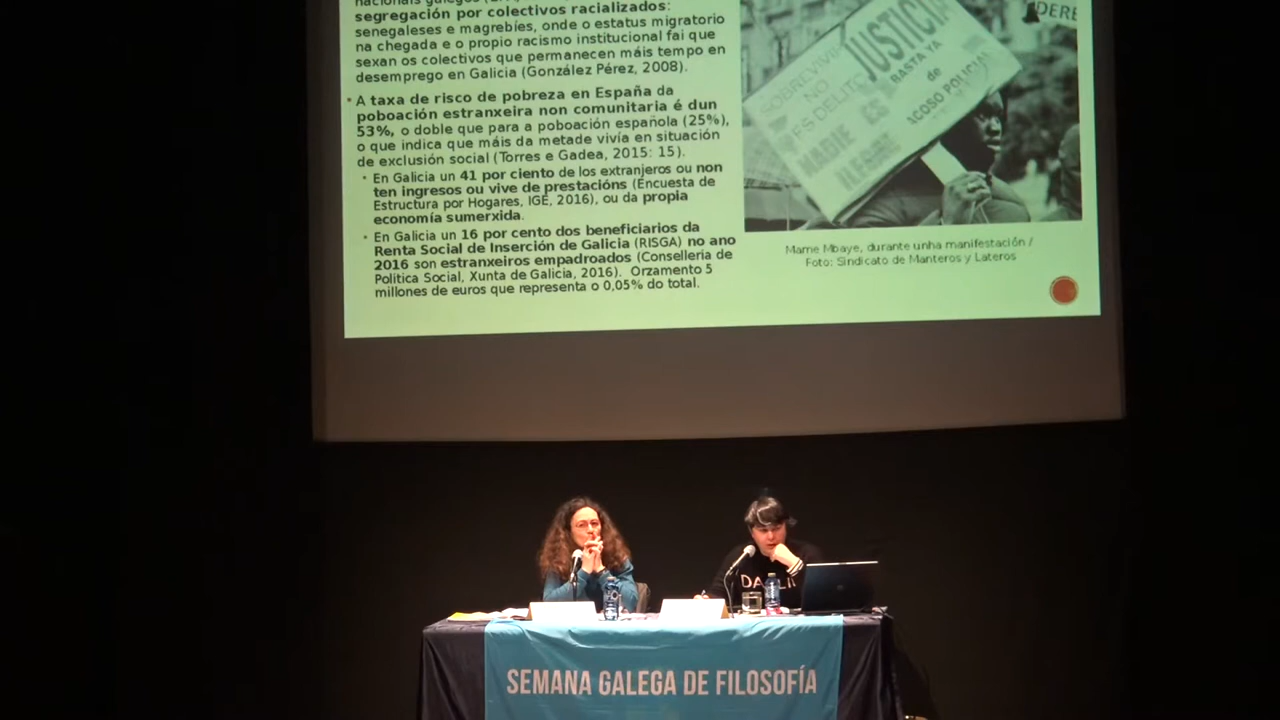 nacionais galegos
segregación por colectivos racializados:
senegaleses e magrebíes, onde o estatus migratorio
na chegada e o propio racismo institucional fai que
sexan os colectivos que permanecen máis tempo en
desemprego en Galicia (González Pérez, 2008).
• A taxa de risco de pobreza en España da
poboación estranxeira non comunitaria é dun
53%, o doble que para a poboación española (25%),
o que indica que máis da metade vivía en situación
de exclusión social (Torres e Gadea, 2015: 15).
• En Galicia un 41 por ciento de los extranjeros ou non
ten ingresos ou vive de prestacións (Encuesta de
Estructura por Hogares, IGE, 2016), ou da propia
economía sumerxida.
• En Galicia un 16 por cento dos beneficiarios da
Renta Social de Inserción de Galicia (RISGA) no ano
2016 son estranxeiros empadroados (Consellería de
Política Social, Xunta de Galicia, 2016). Orzamento 5
millones de euros que representa o 0,05% do total.
DERE
SOBREVIVIR
NO
ES DELITO
NADIE ES
ILEGAL
JUSTICIA
BASTA YA
de
ACOSO POLICIAL
Mame Mbaye, durante unha manifestación /
Foto: Sindicato de Manteros y Lateros
SEMANA GALEGA DE FILOSOFÍA